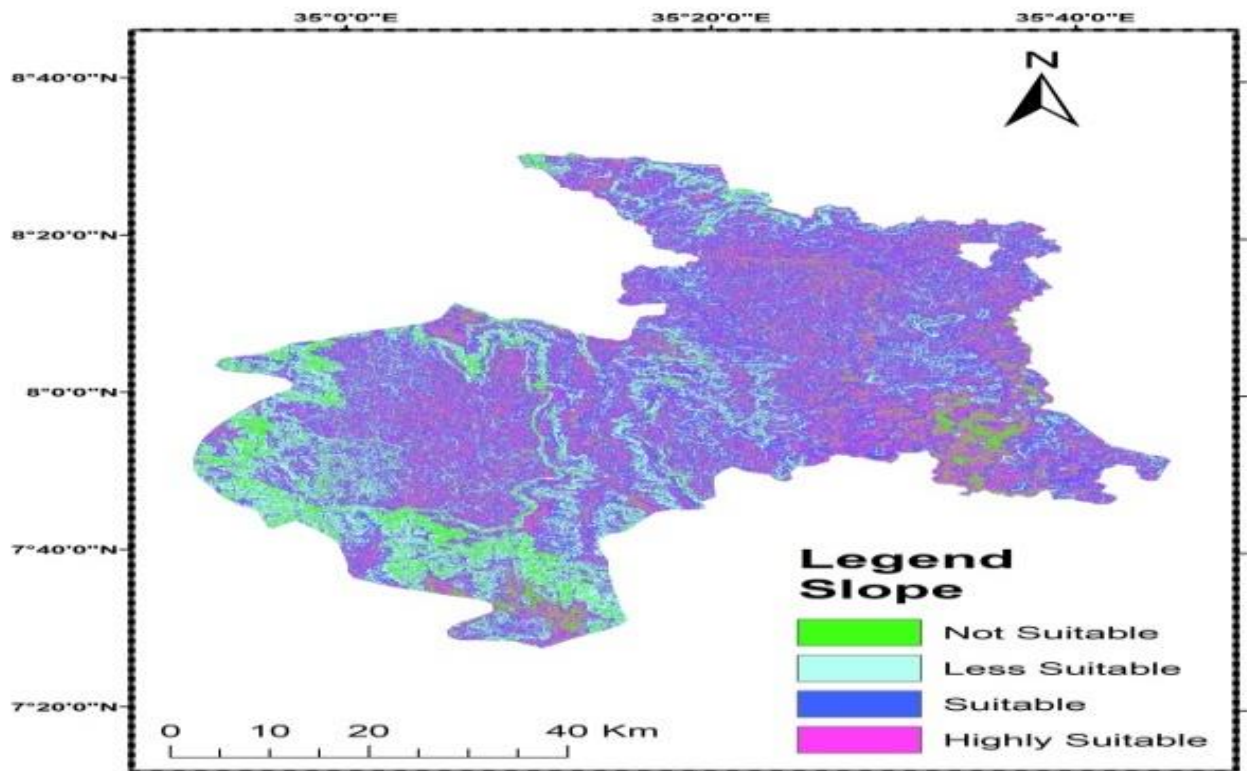 35°0'0"E 35°20'0"E 35°40'0"E
N
8°40'0"N
8°20'0"N
8°0'0"N
7°40'0"N
7°20'0"N
Legend
Slope
Not Suitable
Less Suitable
Suitable
Highly Suitable
0 10 20 40 Km